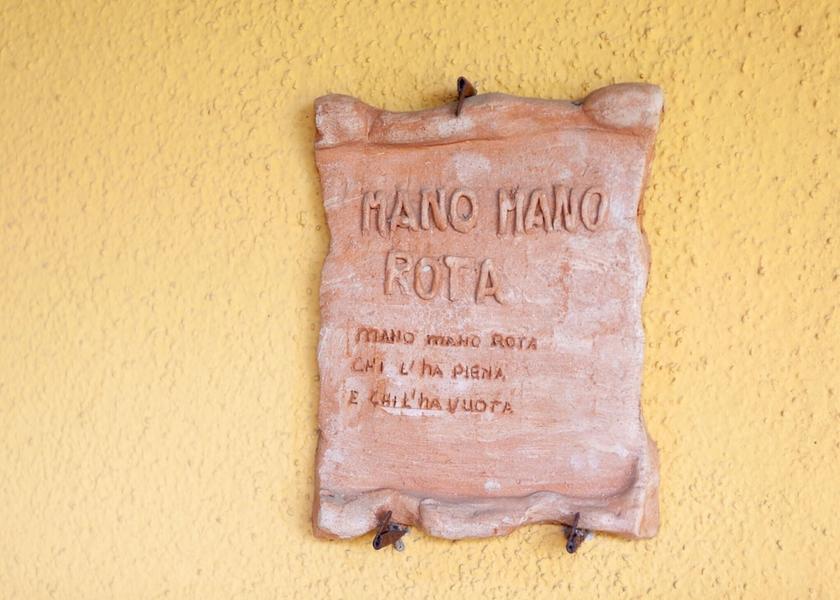 MANO MANO
ROTA
MANO MANO ROTA
CHI L'HA PIENA
E CHI L'HA VUOTA